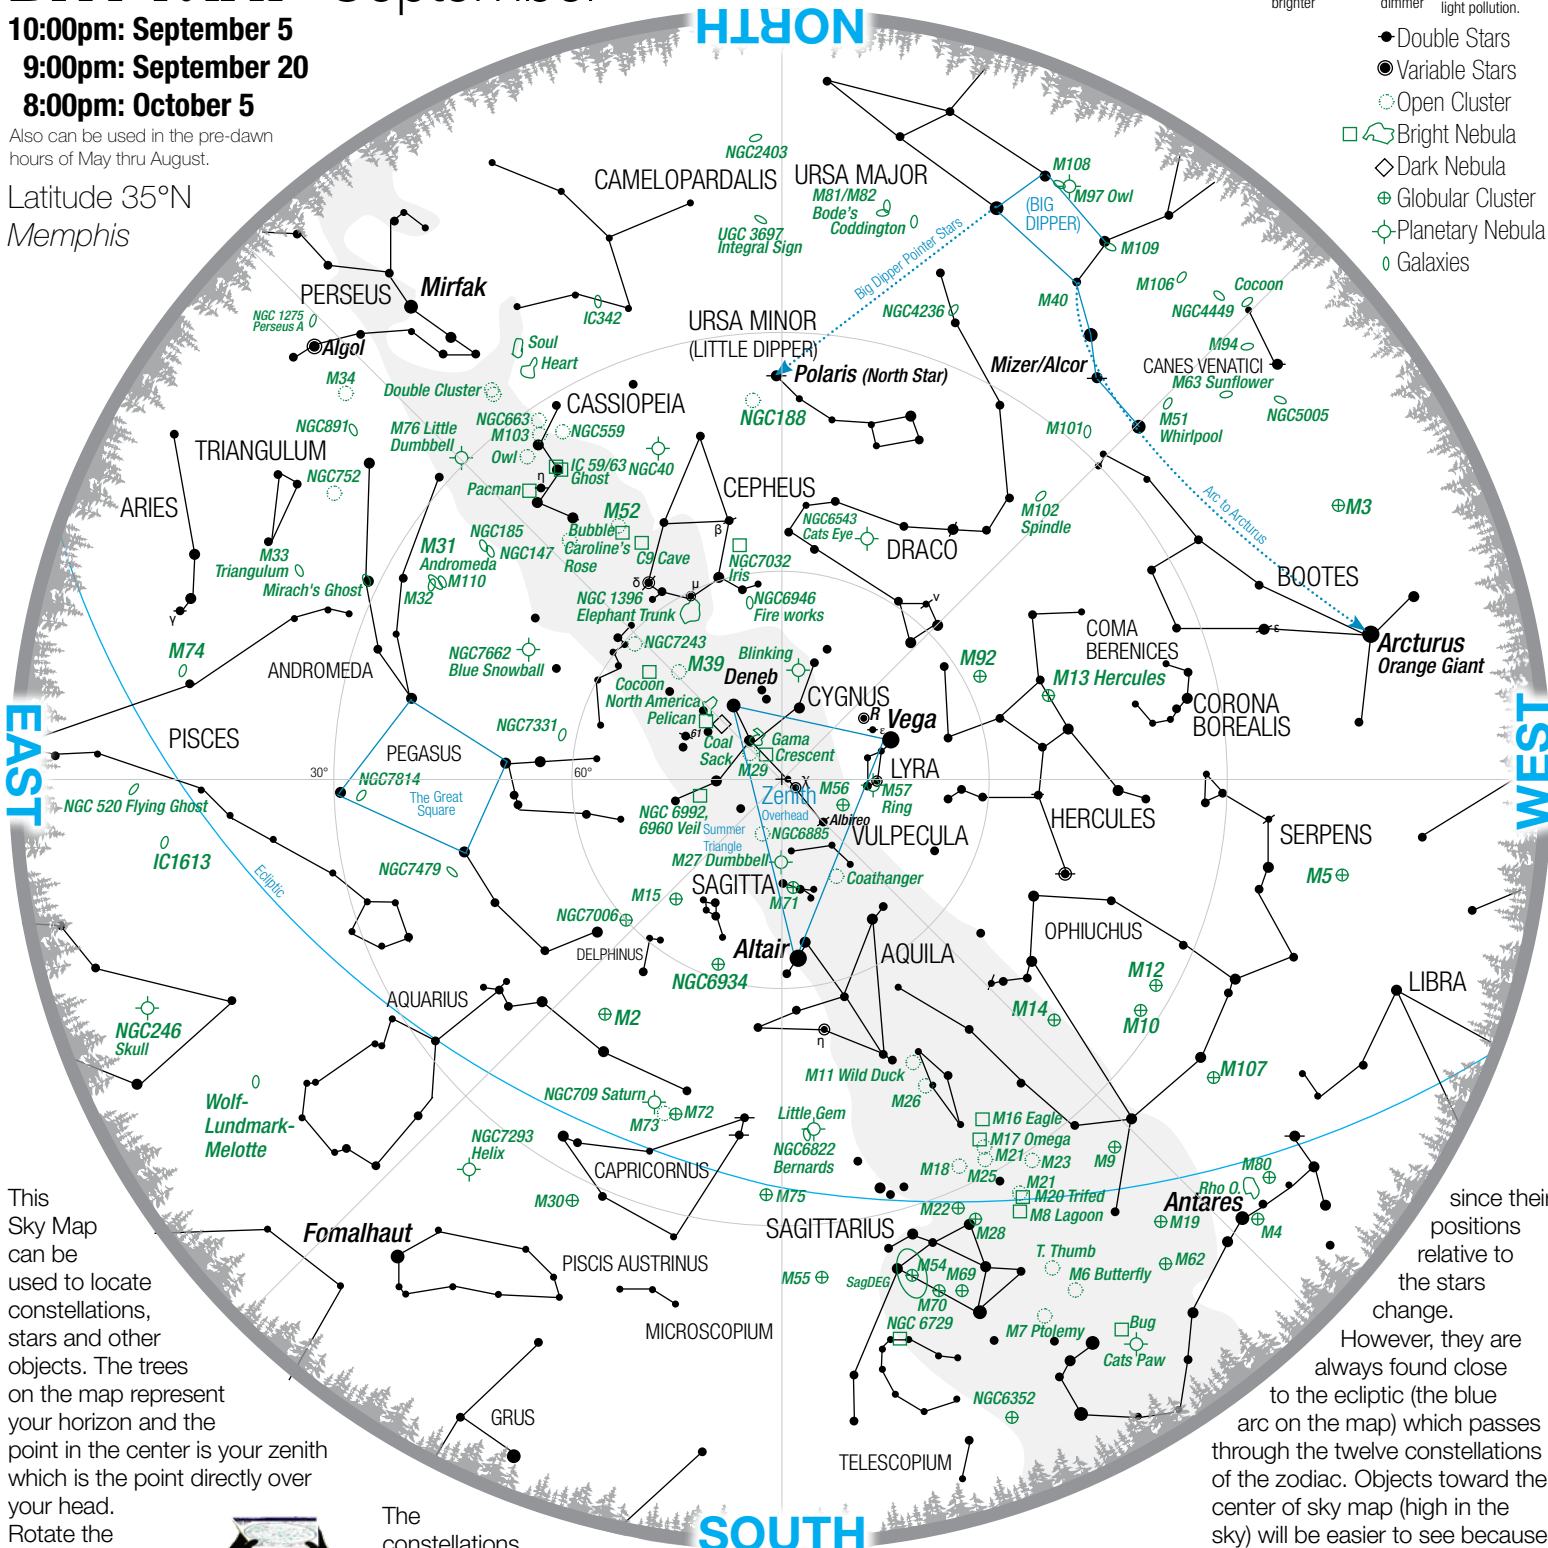 September
10:00pm: September 5
9:00pm: September 20
8:00pm: October 5
Also can be used in the pre-dawn
hours of May thru August.
Latitude 35°N
Memphis
brighter
dimmer
light pollution.
Double Stars
Variable Stars
Open Cluster
Bright Nebula
Dark Nebula
Globular Cluster
Planetary Nebula
Galaxies
NORTH
NGC2403
CAMELOPARDALIS
URSA MAJOR
M81/M82
Bode's
Coddington
UGC 3697
Integral Sign
M108
M97 Owl
(BIG
DIPPER)
M109
Big Dipper Pointer Stars
M106
Cocoon
NGC4449
M40
M94
CANES VENATICI
M63 Sunflower
NGC5005
M51
Whirlpool
M101
Mizer/Alcor
NGC4236
PERSEUS
Mirfak
NGC 1275
Perseus A
Algol
M34
IC342
Soul
Heart
Double Cluster
URSA MINOR
(LITTLE DIPPER)
Polaris (North Star)
NGC188
CASSIOPEIA
NGC663
M103
NGC559
Owl
IC 59/63
Ghost
η
NGC40
Pacman
NGC891
M76 Little
Dumbbell
TRIANGULUM
NGC752
ARIES
M33
Triangulum
Mirach's Ghost
γ
M74
NGC185
NGC147
M31
Andromeda
M110
M32
M52
Bubble
Caroline's
Rose
C9 Cave
CEPHEUS
β
δ
μ
NGC7032
Iris
NGC 1396
Elephant Trunk
NGC6946
Fire works
NGC6543
Cats Eye
DRACO
M102
Spindle
Arc to Arcturus
M3
BOOTES
ν
ε
Arcturus
Orange Giant
COMA
BERENICES
M92
M13 Hercules
CORONA
BOREALIS
ANDROMEDA
NGC7662
Blue Snowball
NGC7243
M39
Blinking
Deneb
CYGNUS
Cocoon
North America
Pelican
61
Coal
Sack
Gama
Crescent
M29
R
Vega
ε
LYRA
M57
Ring
M56
χ
Zenith
Overhead
Albireo
EAST
WEST
PISCES
PEGASUS
NGC7331
NGC7814
The Great
Square
30°
60°
NGC 520 Flying Ghost
IC1613
Ecliptic
NGC7479
NGC 6992,
6960 Veil
Summer
Triangle
NGC6885
VULPECULA
M27 Dumbbell
SAGITTA
M71
Coathanger
M15
NGC7006
DELPHINUS
Altair
NGC6934
AQUILA
HERCULES
SERPENS
M5
OPHIUCHUS
M12
M14
M10
LIBRA
M107
NGC246
Skull
AQUARIUS
M2
η
M11 Wild Duck
M26
Wolf-
Lundmark-
Melotte
NGC709 Saturn
M73
M72
NGC7293
Helix
CAPRICORNUS
M30
Little Gem
NGC6822
Bernards
M75
M16 Eagle
M17 Omega
M21
M18
M25
M23
M21
M20 Trifed
M8 Lagoon
M9
M22
M28
M80
Rho O.
Antares
M19
M4
M62
SAGITTARIUS
M55
SagDEG
M54
M69
M70
NGC 6729
T. Thumb
M6 Butterfly
M7 Ptolemy
Bug
Cats Paw
NGC6352
Fomalhaut
PISCIS AUSTRINUS
MICROSCOPIUM
GRUS
TELESCOPIUM
SOUTH
This
Sky Map
can be
used to locate
constellations,
stars and other
objects. The trees
on the map represent
your horizon and the
point in the center is your zenith
which is the point directly over
your head.
Rotate the
The
constellations
since their
positions
relative to
the stars
change.
However, they are
always found close
to the ecliptic (the blue
arc on the map) which passes
through the twelve constellations
of the zodiac. Objects toward the
center of sky map (high in the
sky) will be easier to see because